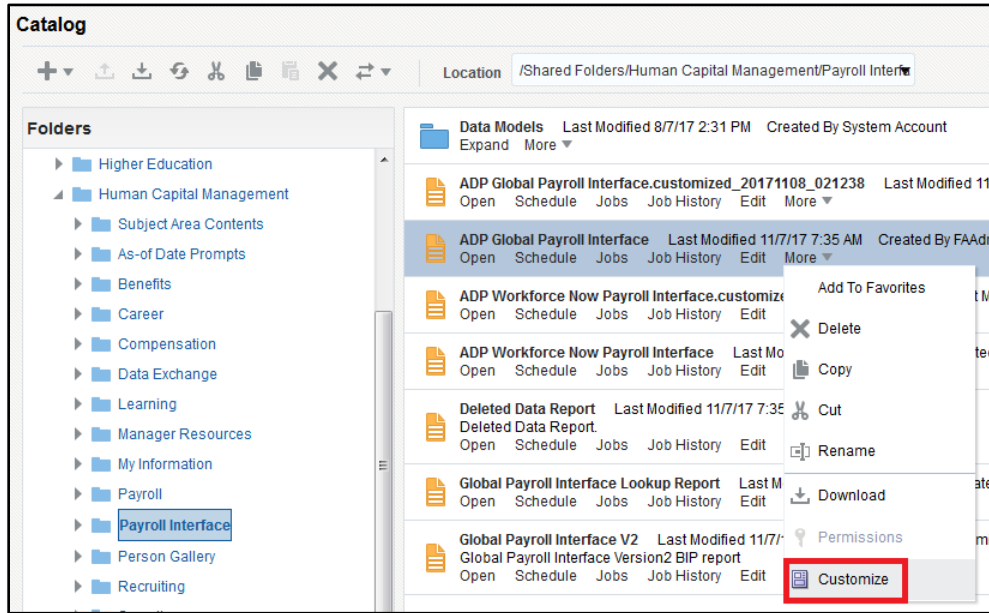 Catalog
Location /Shared Folders/Human Capital Management/Payroll Interfa
Folders
Higher Education
Human Capital Management
Subject Area Contents
As-of Date Prompts
Benefits
Career
Compensation
Data Exchange
Learning
Manager Resources
My Information
Payroll
Payroll Interface
Person Gallery
Recruiting
Data Models Last Modified 8/7/17 2:31 PM Created By System Account
Expand More
ADP Global Payroll Interface.customized_20171108_021238 Last Modified 11
Open Schedule Jobs Job History Edit More
ADP Global Payroll Interface Last Modified 11/7/17 7:35 AM Created By FAAdm
Open Schedule Jobs Job History Edit More
ADP Workforce Now Payroll Interface.customize
Open Schedule Jobs Job History Edit
ADP Workforce Now Payroll Interface Last Mo
Open Schedule Jobs Job History Edit
Deleted Data Report Last Modified 11/7/17 7:35
Deleted Data Report.
Open Schedule Jobs Job History Edit
Global Payroll Interface Lookup Report Last M
Open Schedule Jobs Job History Edit
Global Payroll Interface V2 Last Modified 11/7/
Global Payroll Interface Version2 BIP report
Open Schedule Jobs Job History Edit
Add To Favorites
Delete
Copy
Cut
Rename
Download
Permissions
Customize